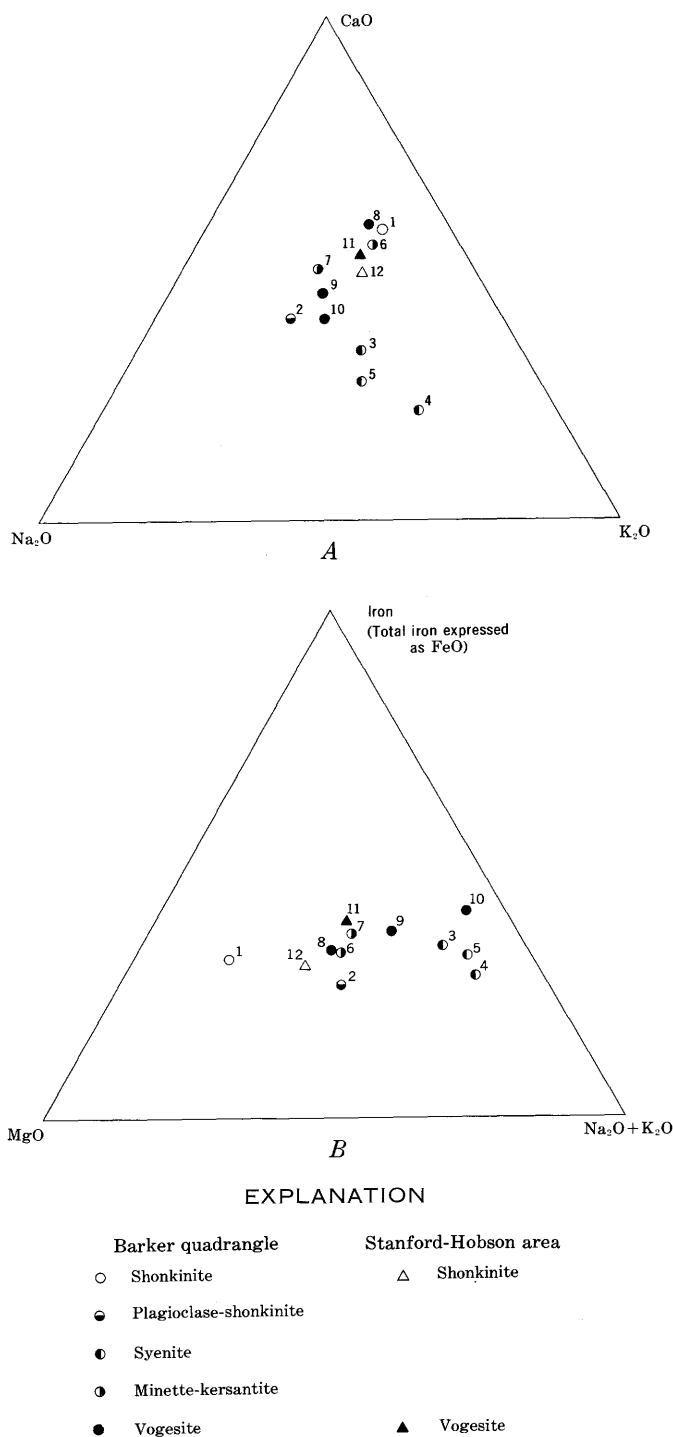 CaO
8
1
11
6
7
12
9
2
10
3
5
4
Na₂O
K₂O
A
Iron
(Total iron expressed
as FeO)
10
11
7
9
3
1
12
8
6
5
2
4
MgO
Na₂O+K₂O
B
EXPLANATION
Barker quadrangle
Stanford-Hobson area
Shonkinite
Shonkinite
Plagioclase-shonkinite
Syenite
Minette-kersantite
Vogesite
Vogesite